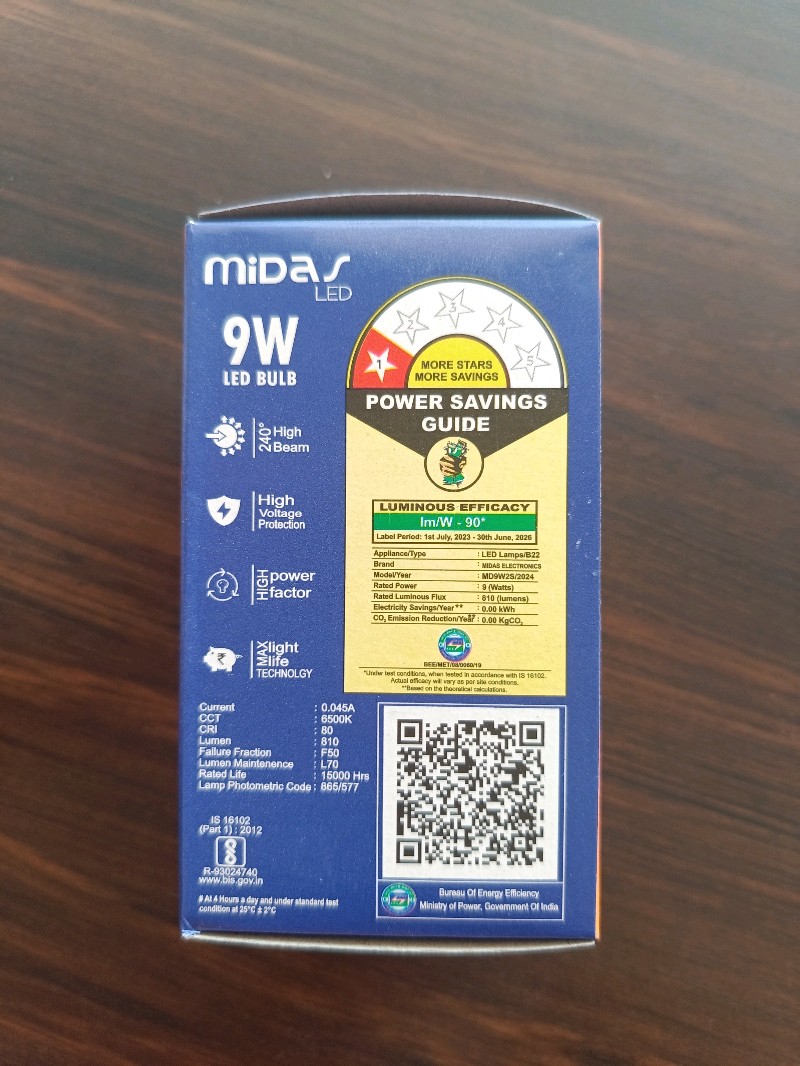 MiDAS
LED
9W
LED BULB
240° High
Beam
High
Voltage
Protection
HIGH power
factor
MAX light
life
TECHNOLGY
1
2
3
4
5
MORE STARS
MORE SAVINGS
POWER SAVINGS
GUIDE
LUMINOUS EFFICACY
lm/W - 90*
Label Period: 1st July, 2023 - 30th June, 2026
Appliance/Type : LED Lamps/B22
Brand : MIDAS ELECTRONICS
Model/Year : MD9W2S/2024
Rated Power : 9 (Watts)
Rated Luminous Flux : 810 (lumens)
Electricity Savings/Year** : 0.00 kWh
CO₂ Emission Reduction/Year** : 0.00 KgCO₂
BEE/MET/08/0060/19
*Under test conditions, when tested in accordance with IS 16102.
Actual efficacy will vary as per site conditions.
**Based on the theoretical calculations.
Current : 0.045A
CCT : 6500K
CRI : 80
Lumen : 810
Failure Fraction : F50
Lumen Maintenence : L70
Rated Life : 15000 Hrs
Lamp Photometric Code : 865/577
IS 16102
(Part 1) : 2012
R-93024740
www.bis.gov.in
# At 4 Hours a day and under standard test
condition at 25°C ± 2°C
Bureau Of Energy Efficiency
Ministry of Power, Government Of India